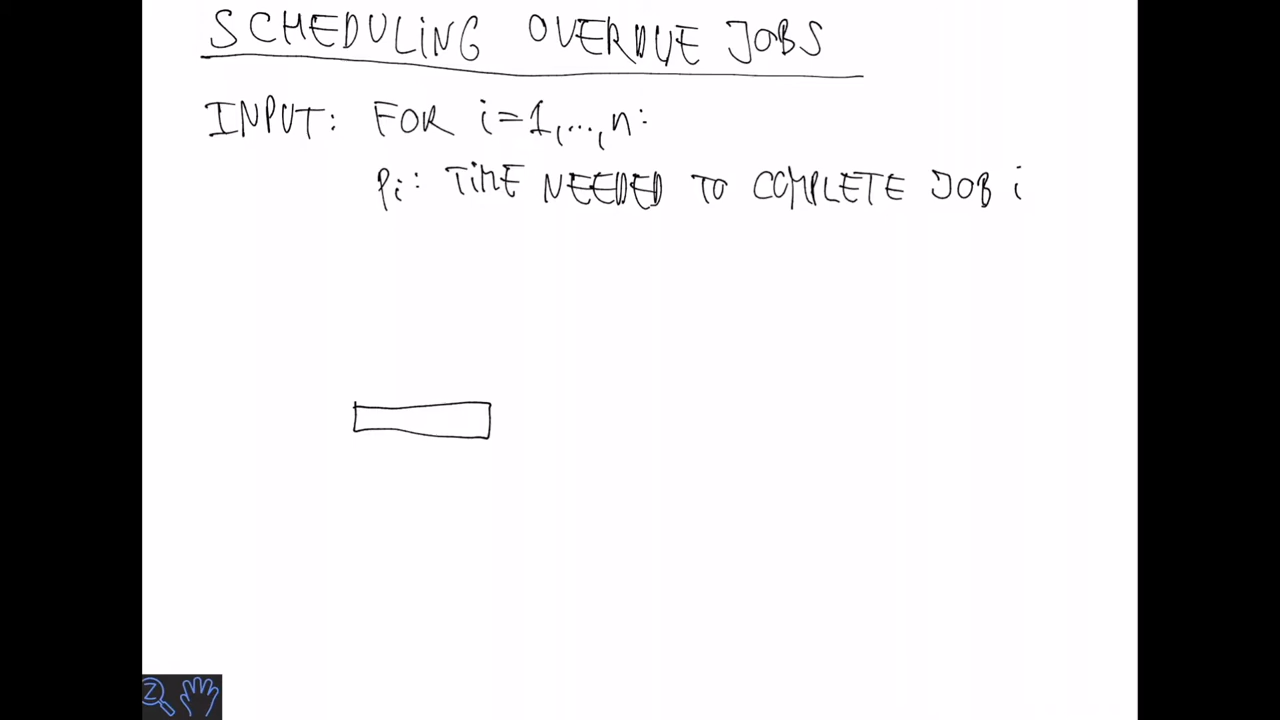 SCHEDULING OVERDUE JOBS
INPUT: FOR i=1,...,n:
pi: TIME NEEDED TO COMPLETE JOB i